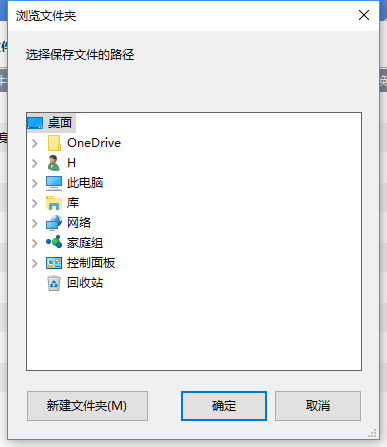 浏览文件夹
选择保存文件的路径
桌面
OneDrive
H
此电脑
库
网络
家庭组
控制面板
回收站
新建文件夹(M)
确定
取消